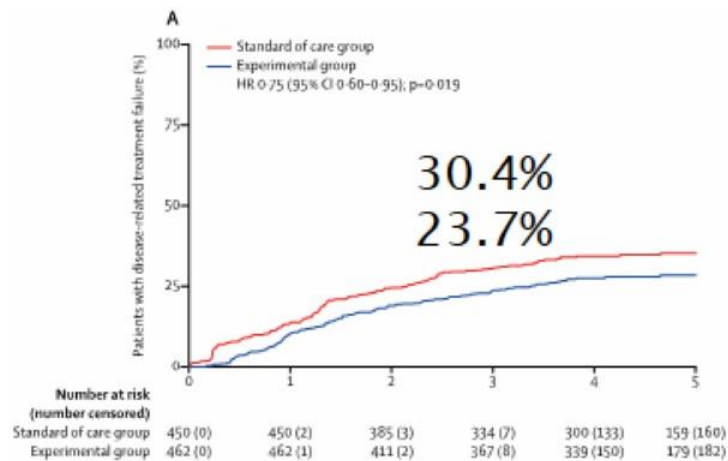 A
100
Standard of care group
Experimental group
HR 0·75 (95% CI 0·60–0·95); p=0·019
75
30.4%
50
23.7%
25
0
Patients with disease-related treatment failure (%)
0 1 2 3 4 5
Number at risk
(number censored)
Standard of care group 450 (0) 450 (2) 385 (3) 334 (7) 300 (133) 159 (160)
Experimental group 462 (0) 462 (1) 411 (2) 367 (8) 339 (150) 179 (182)